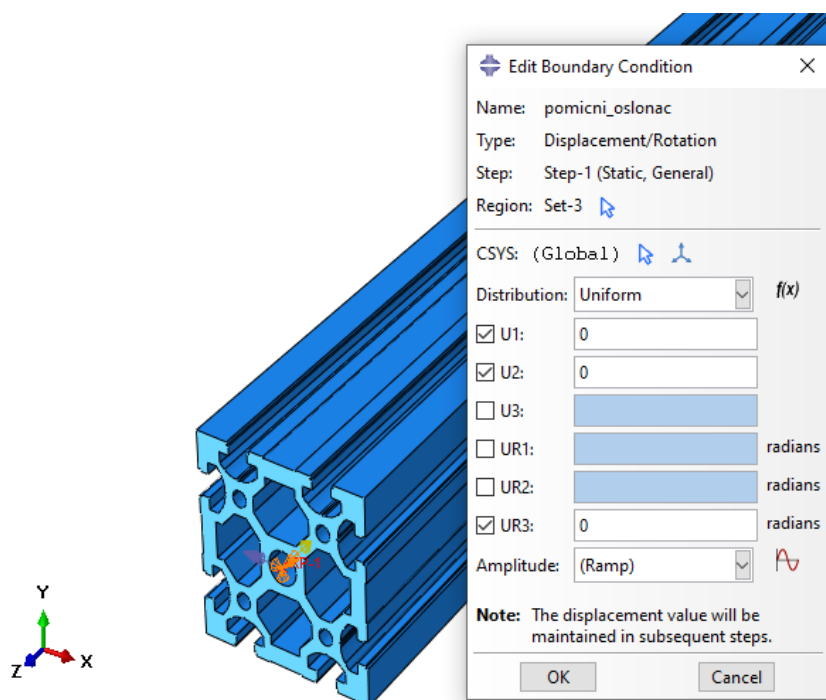 Edit Boundary Condition
Name: pomicni_oslonac
Type: Displacement/Rotation
Step: Step-1 (Static, General)
Region: Set-3
CSYS: (Global)
Distribution: Uniform f(x)
U1: 0
U2: 0
U3:
UR1: radians
UR2: radians
UR3: 0 radians
Amplitude: (Ramp)
Note: The displacement value will be
maintained in subsequent steps.
OK Cancel
RP-1
Y
Z X